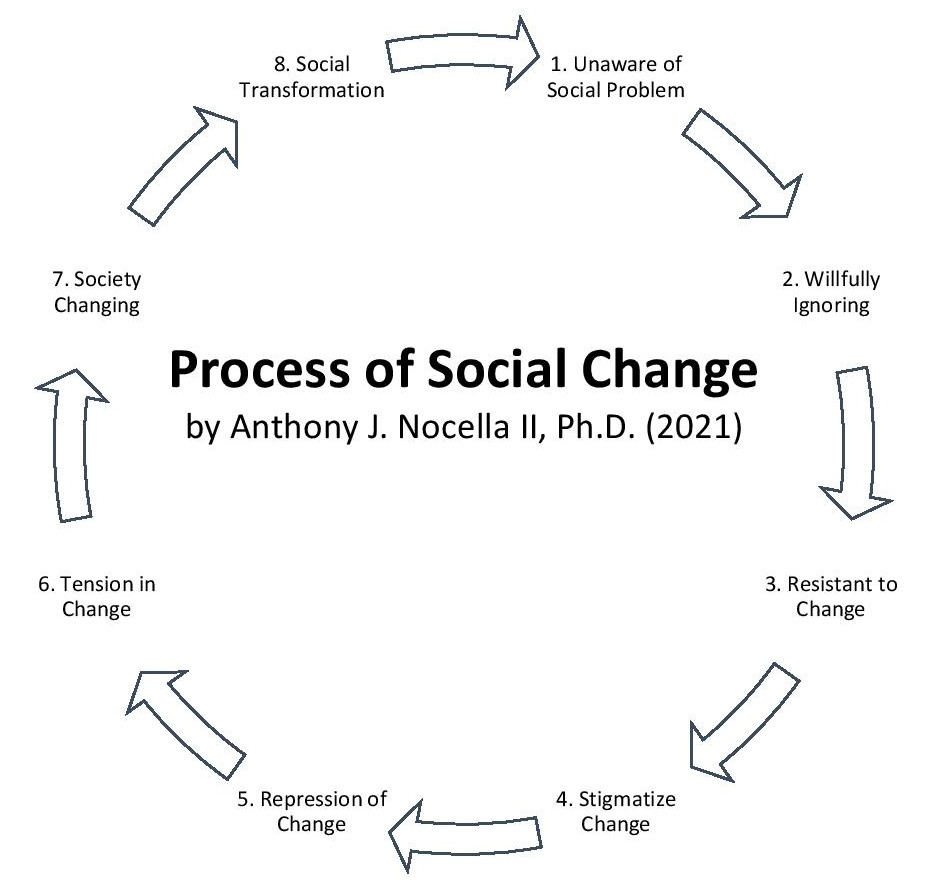 Process of Social Change
by Anthony J. Nocella II, Ph.D. (2021)
1. Unaware of
Social Problem
2. Willfully
Ignoring
3. Resistant to
Change
4. Stigmatize
Change
5. Repression of
Change
6. Tension in
Change
7. Society
Changing
8. Social
Transformation